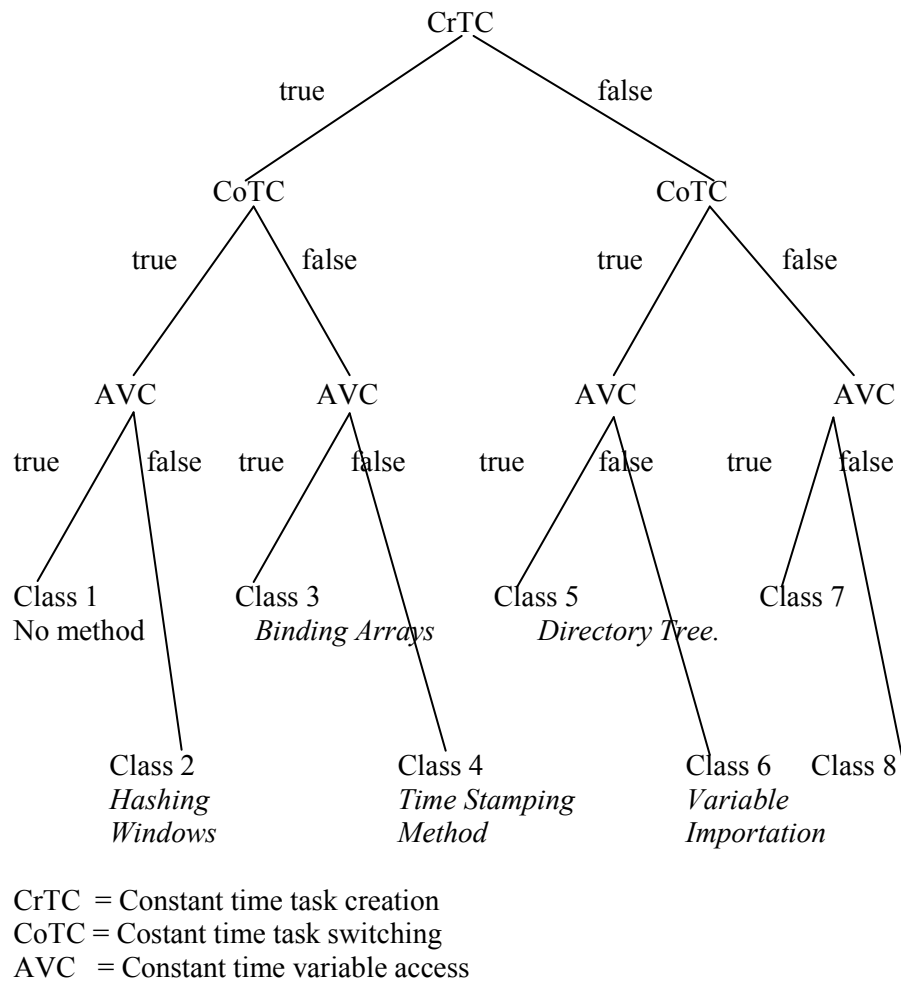 CrTC
true false
CoTC CoTC
true false true false
AVC AVC AVC AVC
true false true false true false true false
Class 1 Class 3 Class 5 Class 7
No method Binding Arrays Directory Tree.
Class 2 Class 4 Class 6 Class 8
Hashing Time Stamping Variable
Windows Method Importation
CrTC = Constant time task creation
CoTC = Costant time task switching
AVC = Constant time variable access